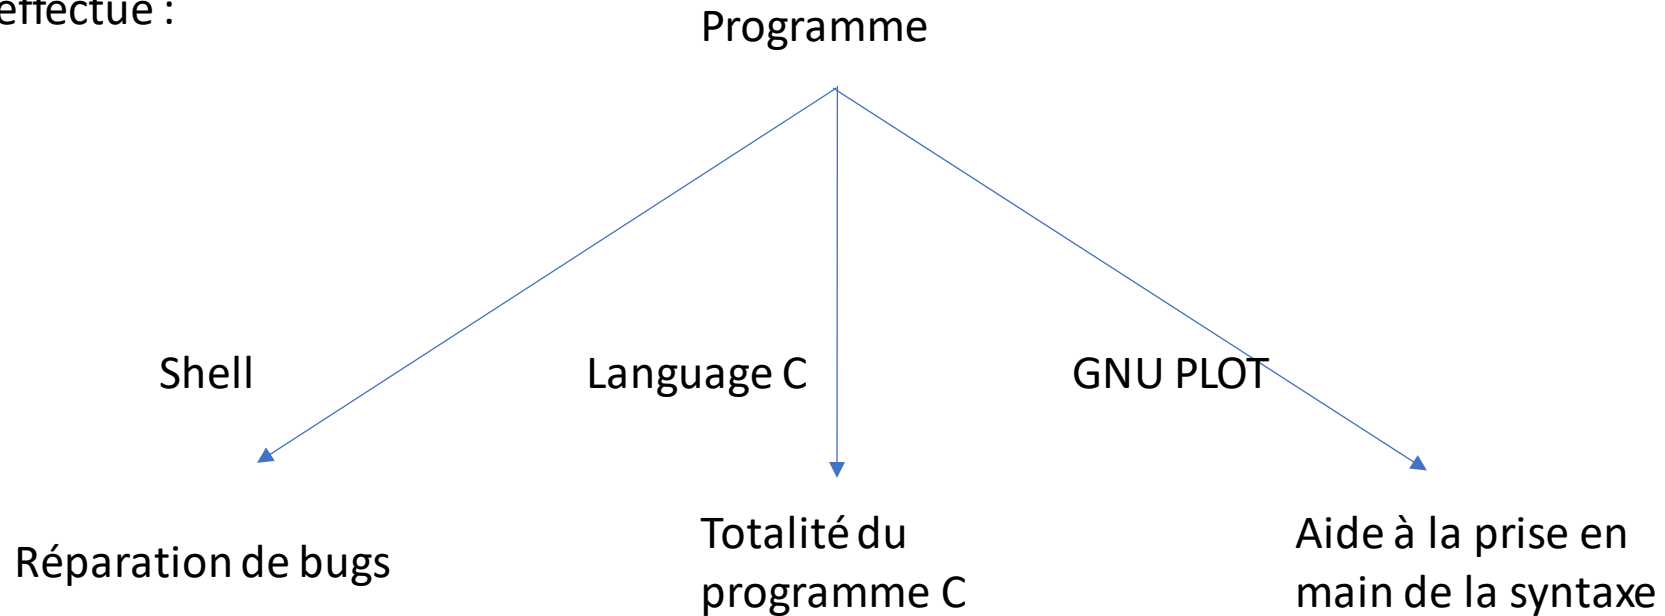 effectué :
Programme
Shell
Language C
GNU PLOT
Réparation de bugs
Totalité du
programme C
Aide à la prise en
main de la syntaxe